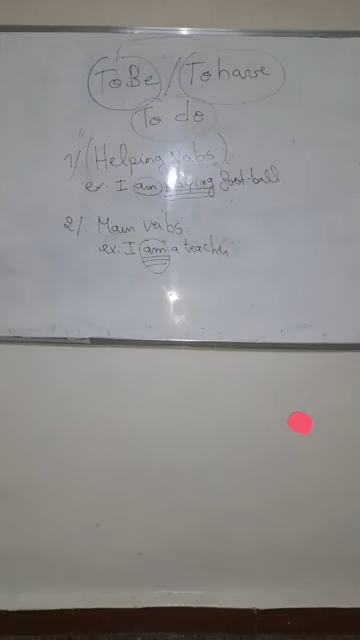 To Be / To have
To do
1/ (Helping verbs)
ex: I am playing foot-ball
2/ Main verbs
ex: I am a teacher